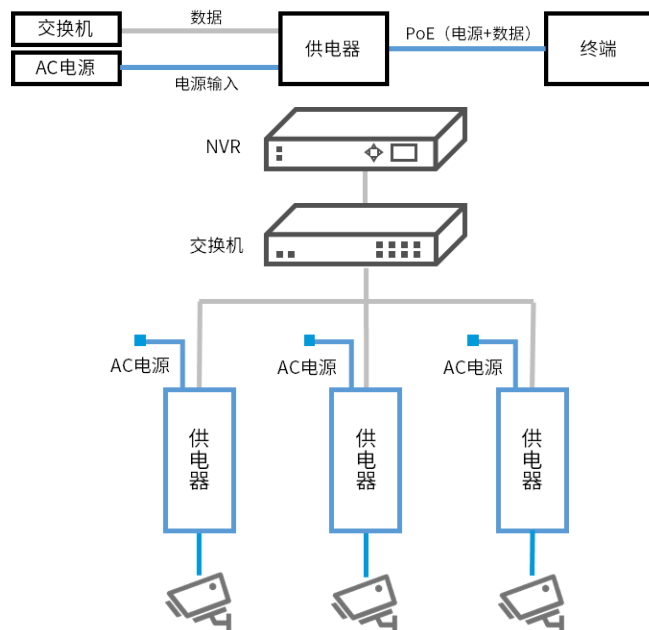 交换机
数据
供电器
PoE（电源+数据）
终端
AC电源
电源输入
NVR
交换机
AC电源
AC电源
AC电源
供电器
供电器
供电器